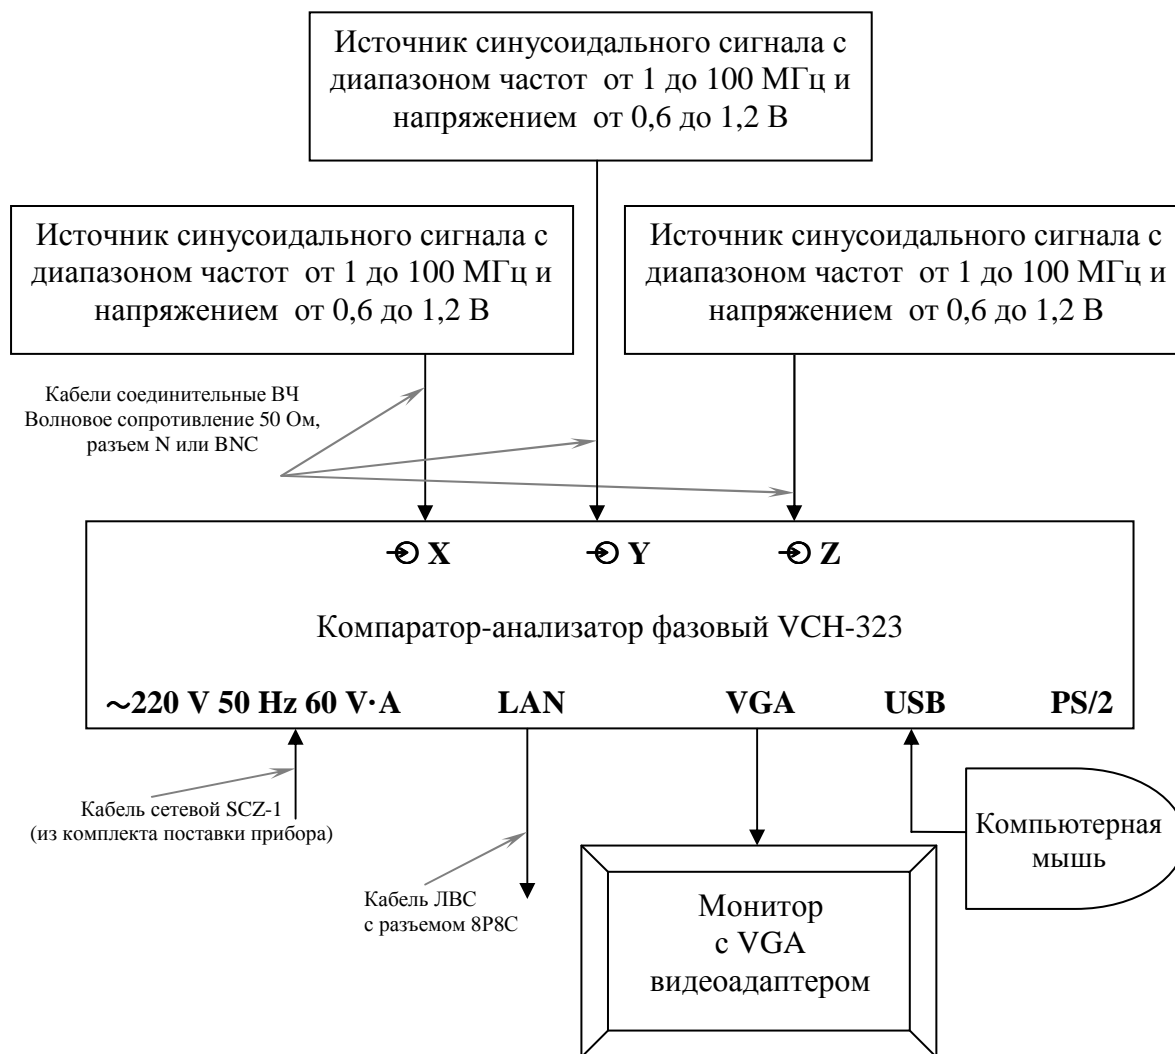 Источник синусоидального сигнала с
диапазоном частот от 1 до 100 МГц и
напряжением от 0,6 до 1,2 В
Источник синусоидального сигнала с
диапазоном частот от 1 до 100 МГц и
напряжением от 0,6 до 1,2 В
Источник синусоидального сигнала с
диапазоном частот от 1 до 100 МГц и
напряжением от 0,6 до 1,2 В
Кабели соединительные ВЧ
Волновое сопротивление 50 Ом,
разъем N или BNC
X Y Z
Компаратор-анализатор фазовый VCH-323
~220 V 50 Hz 60 V·A LAN VGA USB PS/2
Кабель сетевой SCZ-1
(из комплекта поставки прибора)
Кабель ЛВС
с разъемом 8P8C
Монитор
с VGA
видеоадаптером
Компьютерная
мышь